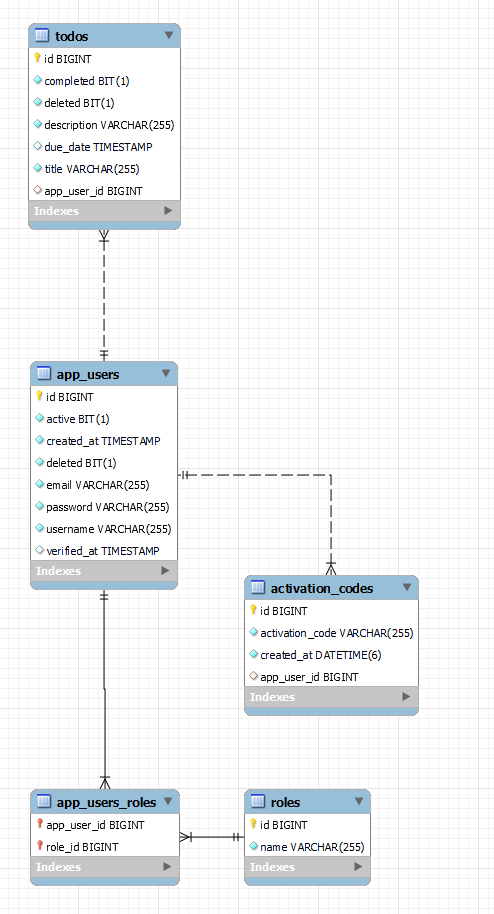 todos
id BIGINT
completed BIT(1)
deleted BIT(1)
description VARCHAR(255)
due_date TIMESTAMP
title VARCHAR(255)
app_user_id BIGINT
Indexes
app_users
id BIGINT
active BIT(1)
created_at TIMESTAMP
deleted BIT(1)
email VARCHAR(255)
password VARCHAR(255)
username VARCHAR(255)
verified_at TIMESTAMP
Indexes
activation_codes
id BIGINT
activation_code VARCHAR(255)
created_at DATETIME(6)
app_user_id BIGINT
Indexes
app_users_roles
app_user_id BIGINT
role_id BIGINT
Indexes
roles
id BIGINT
name VARCHAR(255)
Indexes